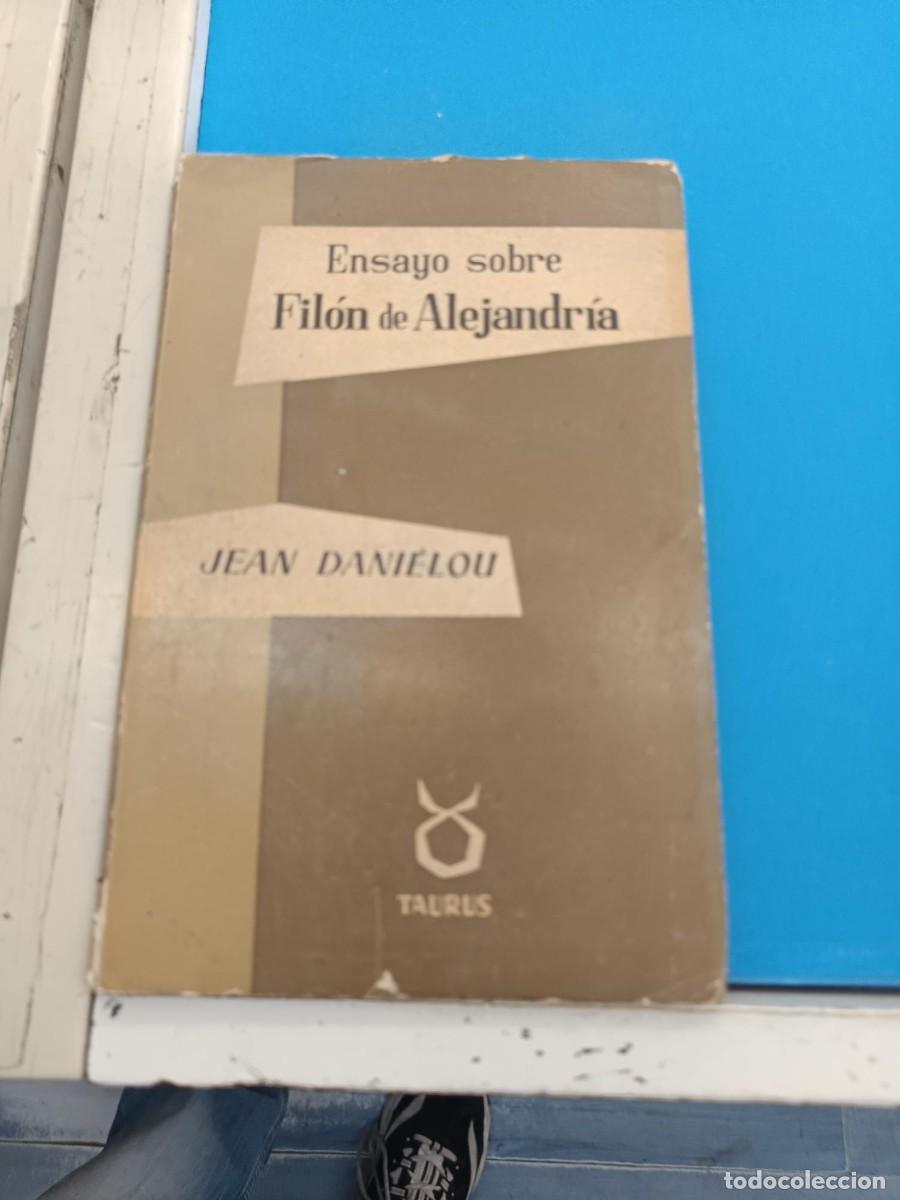 Ensayo sobre
Filón de Alejandría
JEAN DANIÉLOU
TAURUS
todocoleccion